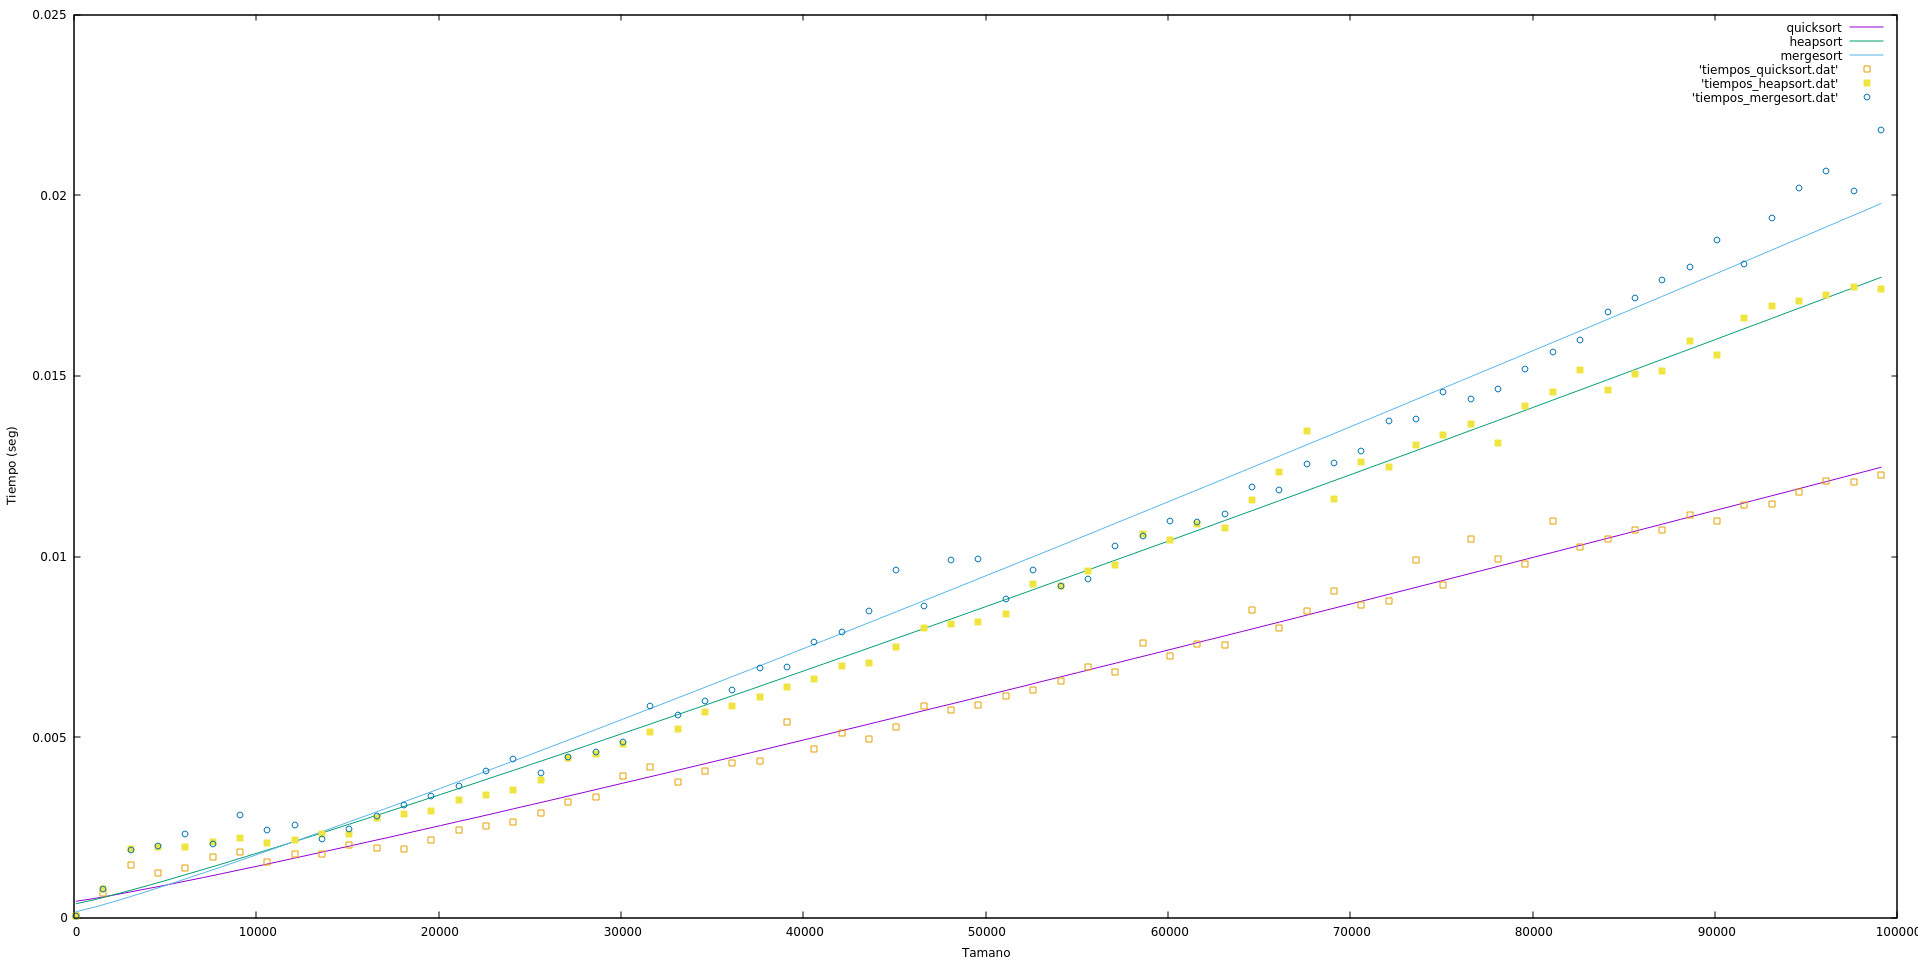 0.025
0.02
0.015
0.01
0.005
0
Tiempo (seg)
quicksort
heapsort
mergesort
'tiempos_quicksort.dat'
'tiempos_heapsort.dat'
'tiempos_mergesort.dat'
0 10000 20000 30000 40000 50000 60000 70000 80000 90000 100000
Tamano